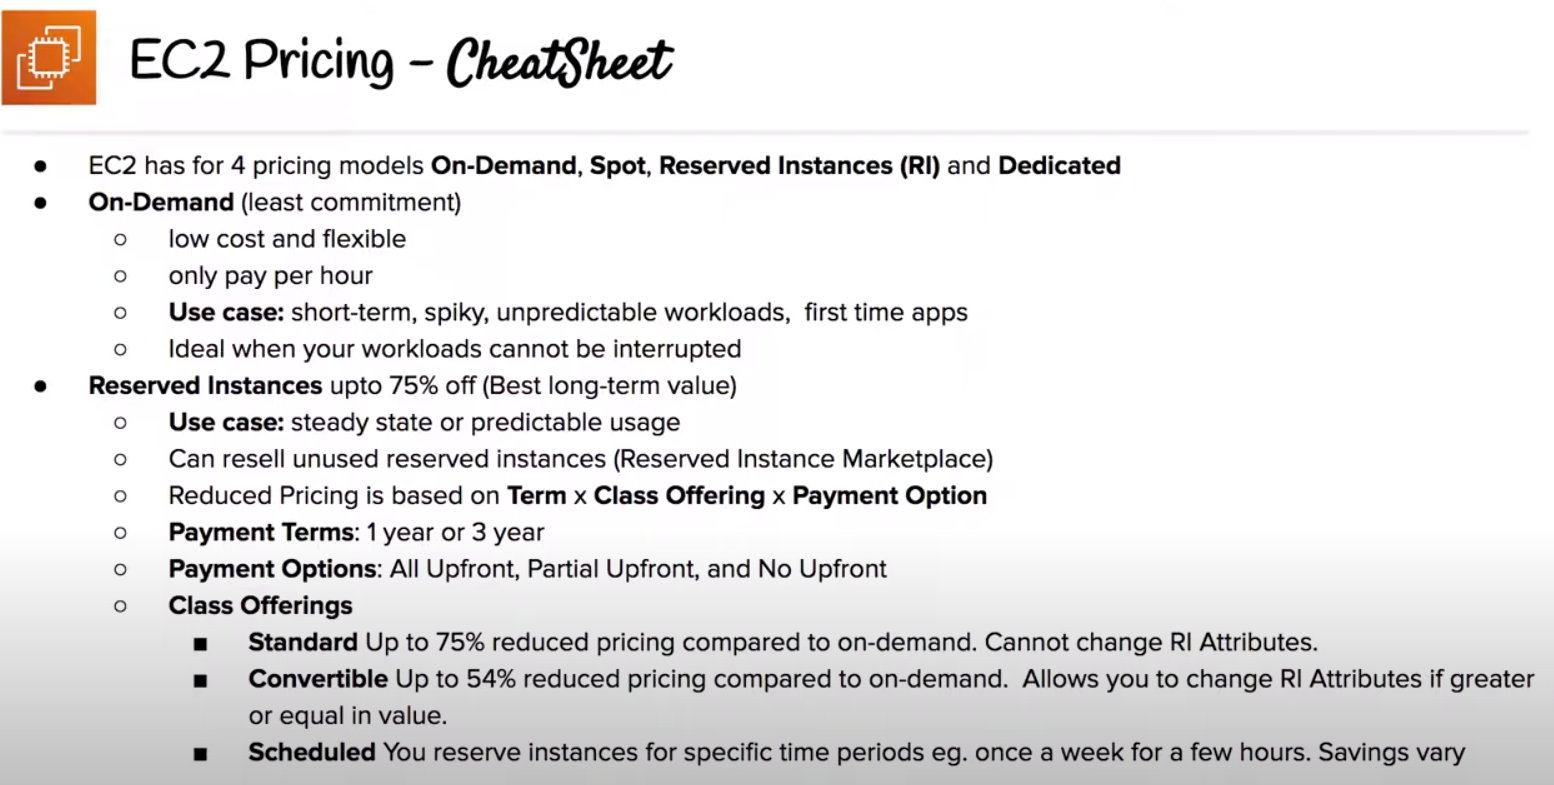 EC2 Pricing – CheatSheet
● EC2 has for 4 pricing models On-Demand, Spot, Reserved Instances (RI) and Dedicated
● On-Demand (least commitment)
○ low cost and flexible
○ only pay per hour
○ Use case: short-term, spiky, unpredictable workloads, first time apps
○ Ideal when your workloads cannot be interrupted
● Reserved Instances upto 75% off (Best long-term value)
○ Use case: steady state or predictable usage
○ Can resell unused reserved instances (Reserved Instance Marketplace)
○ Reduced Pricing is based on Term x Class Offering x Payment Option
○ Payment Terms: 1 year or 3 year
○ Payment Options: All Upfront, Partial Upfront, and No Upfront
○ Class Offerings
■ Standard Up to 75% reduced pricing compared to on-demand. Cannot change RI Attributes.
■ Convertible Up to 54% reduced pricing compared to on-demand. Allows you to change RI Attributes if greater
or equal in value.
■ Scheduled You reserve instances for specific time periods eg. once a week for a few hours. Savings vary